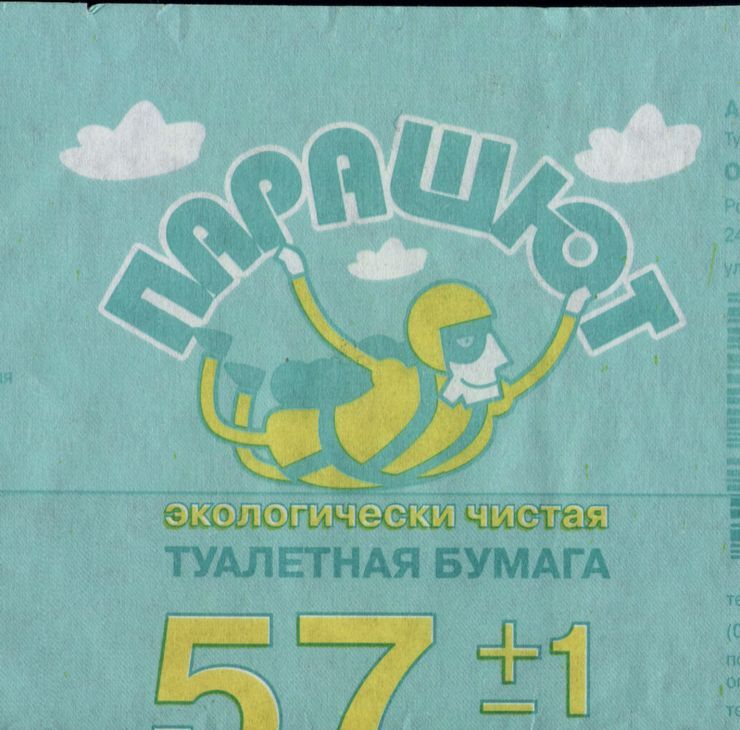 ПАРАШЮТ
экологически чистая
ТУАЛЕТНАЯ БУМАГА
57 ±1